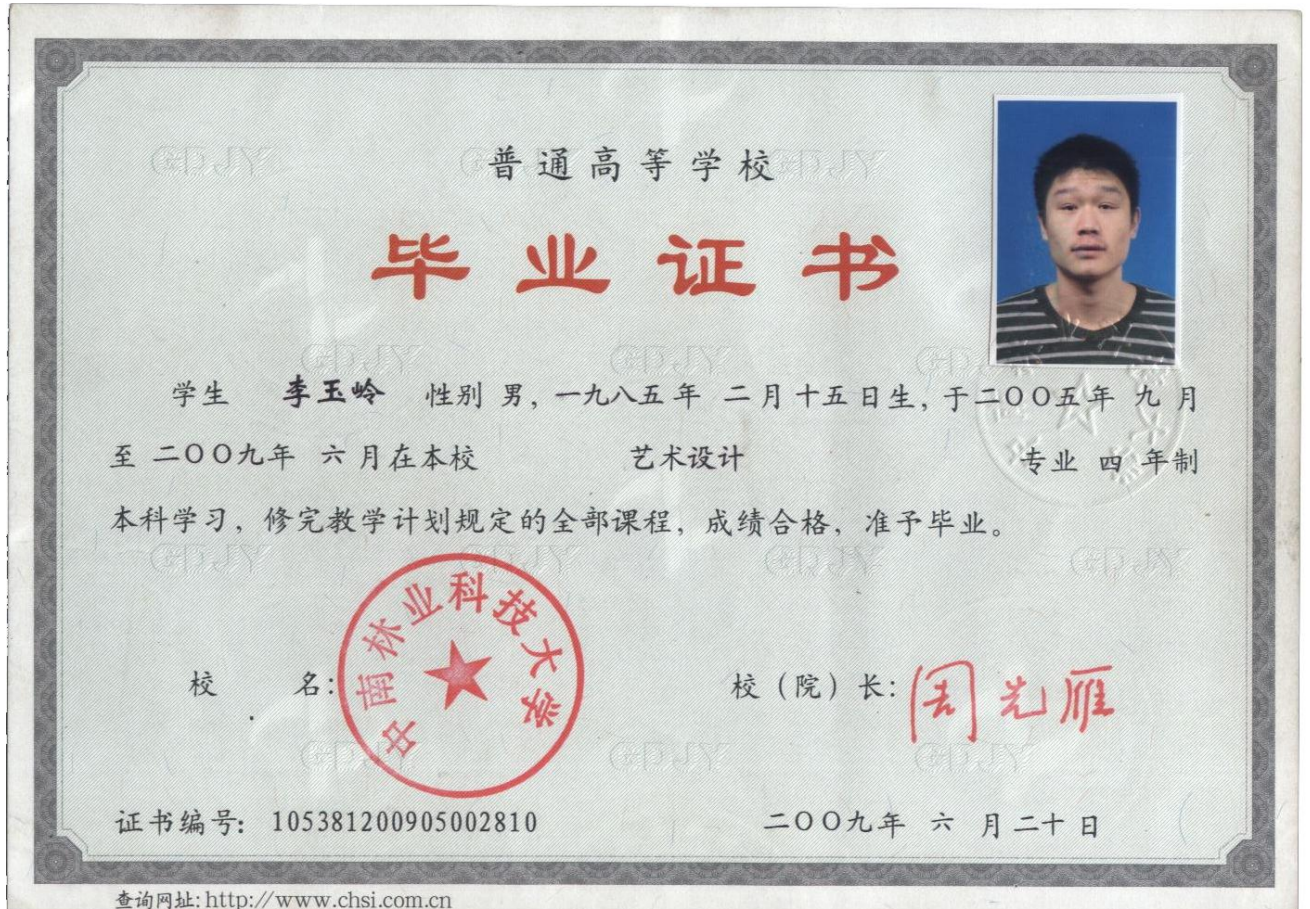 普通高等学校
毕业证书
学生 李玉岭 性别 男, 一九八五年 二月十五日生, 于二〇〇五年 九月
至 二〇〇九年 六月在本校 艺术设计 专业 四 年制
本科学习, 修完教学计划规定的全部课程, 成绩合格, 准予毕业。
校 名:
中南林业科技大学
校（院）长: 周先雁
证书编号: 105381200905002810
二〇〇九年 六 月二十日
查询网址: http://www.chsi.com.cn